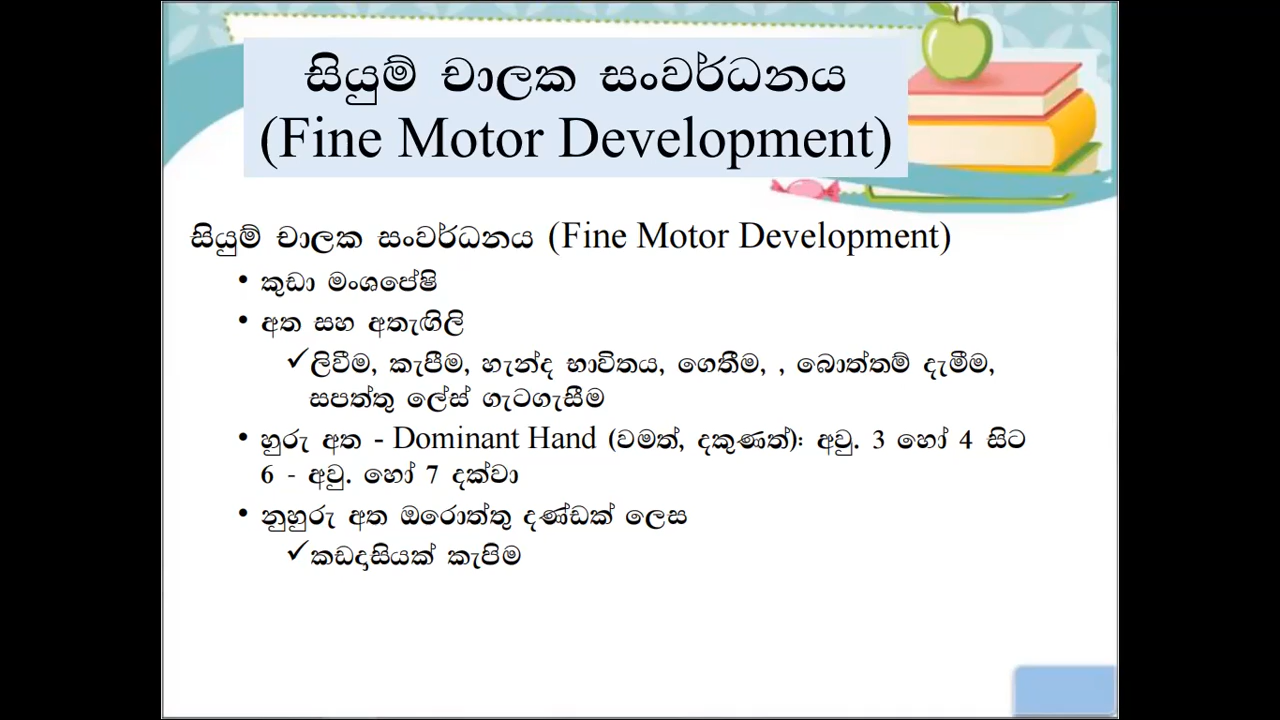 සියුම් චාලක සංවර්ධනය
(Fine Motor Development)
සියුම් චාලක සංවර්ධනය (Fine Motor Development)
• කුඩා මංශපේෂි
• අත සහ අතැඟිලි
✓ලිවීම, කැපීම, හැන්ද භාවිතය, ගෙතීම, , බොත්තම් දැමීම,
සපත්තු ලේස් ගැටගැසීම
• හුරු අත - Dominant Hand (වමත්, දකුණත්): අවු. 3 හෝ 4 සිට
6 - අවු. හෝ 7 දක්වා
• නුහුරු අත ඔරොත්තු දණ්ඩක් ලෙස
✓කඩදාසියක් කැපිම